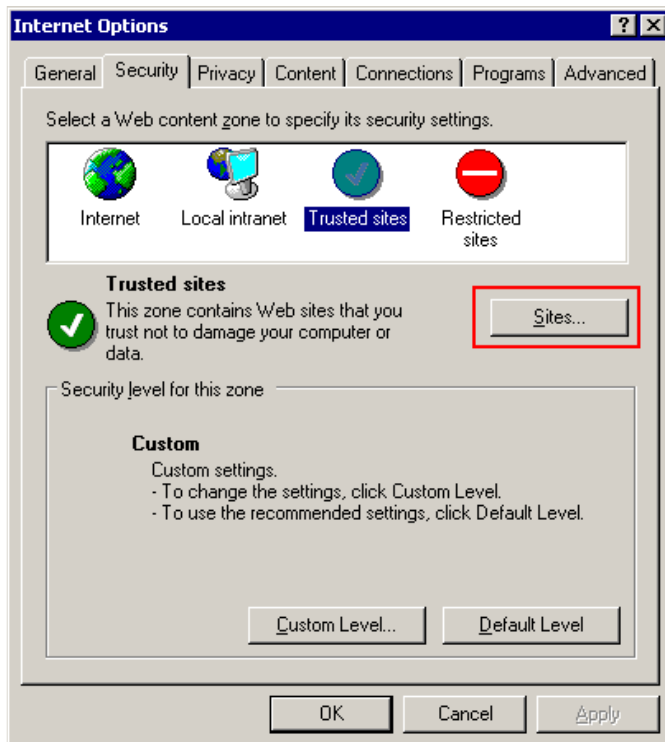 Internet Options
General Security Privacy Content Connections Programs Advanced
Select a Web content zone to specify its security settings.
Internet Local intranet Trusted sites Restricted sites
Trusted sites
This zone contains Web sites that you
trust not to damage your computer or
data.
Sites...
Security level for this zone
Custom
Custom settings.
- To change the settings, click Custom Level.
- To use the recommended settings, click Default Level.
Custom Level... Default Level
OK Cancel Apply